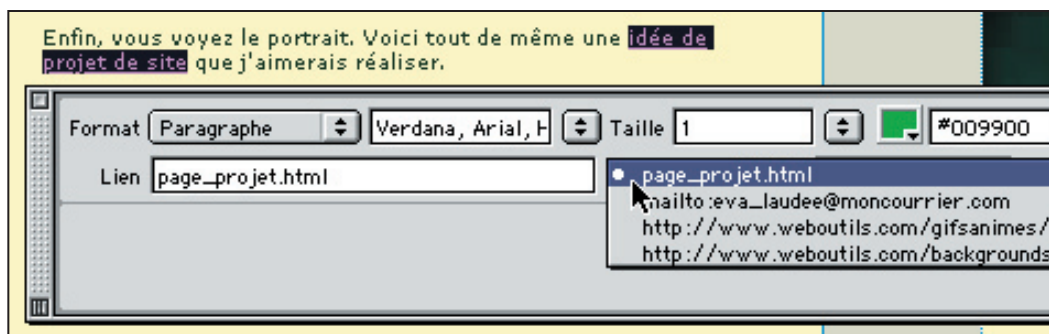 Enfin, vous voyez le portrait. Voici tout de même une idée de
projet de site que j'aimerais réaliser.
Format Paragraphe Verdana, Arial, H Taille 1 #009900
Lien page_projet.html
page_projet.html
mailto:eva_laudee@moncourrier.com
http://www.weboutils.com/gifsanimes/
http://www.weboutils.com/backgrounds